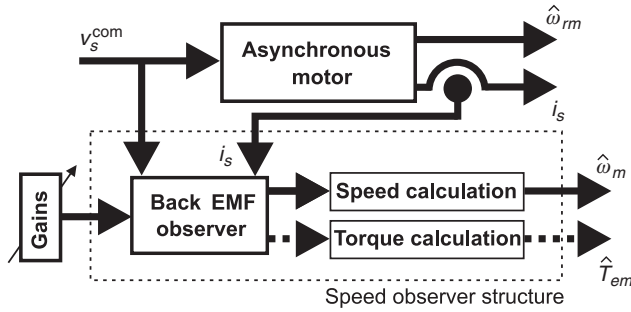 v_s^com
Asynchronous
motor
ω̂_rm
i_s
i_s
Gains
Back EMF
observer
Speed calculation
ω̂_m
Torque calculation
T̂_em
Speed observer structure